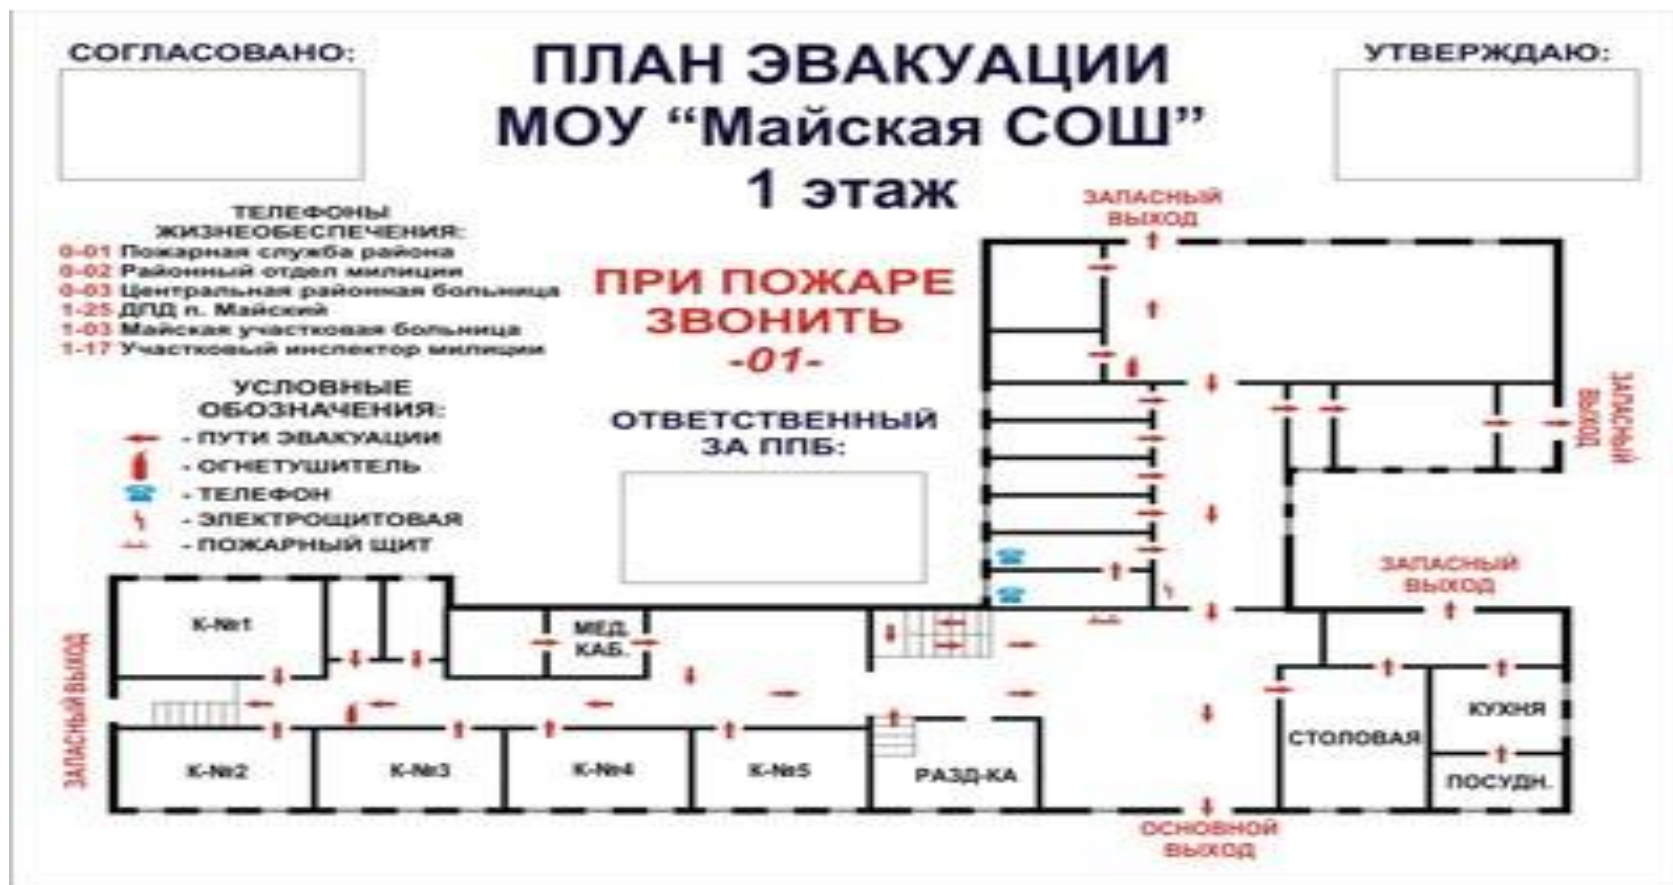 СОГЛАСОВАНО:
ПЛАН ЭВАКУАЦИИ
МОУ “Майская СОШ”
1 этаж
УТВЕРЖДАЮ:
ТЕЛЕФОНЫ
ЖИЗНЕОБЕСПЕЧЕНИЯ:
0-01 Пожарная служба района
0-02 Районный отдел милиции
0-03 Центральная районная больница
1-25 ДПД п. Майский
1-03 Майская участковая больница
1-17 Участковый инспектор милиции
УСЛОВНЫЕ
ОБОЗНАЧЕНИЯ:
- ПУТИ ЭВАКУАЦИИ
- ОГНЕТУШИТЕЛЬ
- ТЕЛЕФОН
- ЭЛЕКТРОЩИТОВАЯ
- ПОЖАРНЫЙ ЩИТ
ПРИ ПОЖАРЕ
ЗВОНИТЬ
-01-
ОТВЕТСТВЕННЫЙ
ЗА ППБ:
ЗАПАСНЫЙ
ВЫХОД
ЗАПАСНЫЙ
ВЫХОД
ЗАПАСНЫЙ
ВЫХОД
ЗАПАСНЫЙ ВЫХОД
К-№1
МЕД.
КАБ.
К-№2
К-№3
К-№4
К-№5
РАЗД-КА
СТОЛОВАЯ
КУХНЯ
ПОСУДН.
ОСНОВНОЙ
ВЫХОД